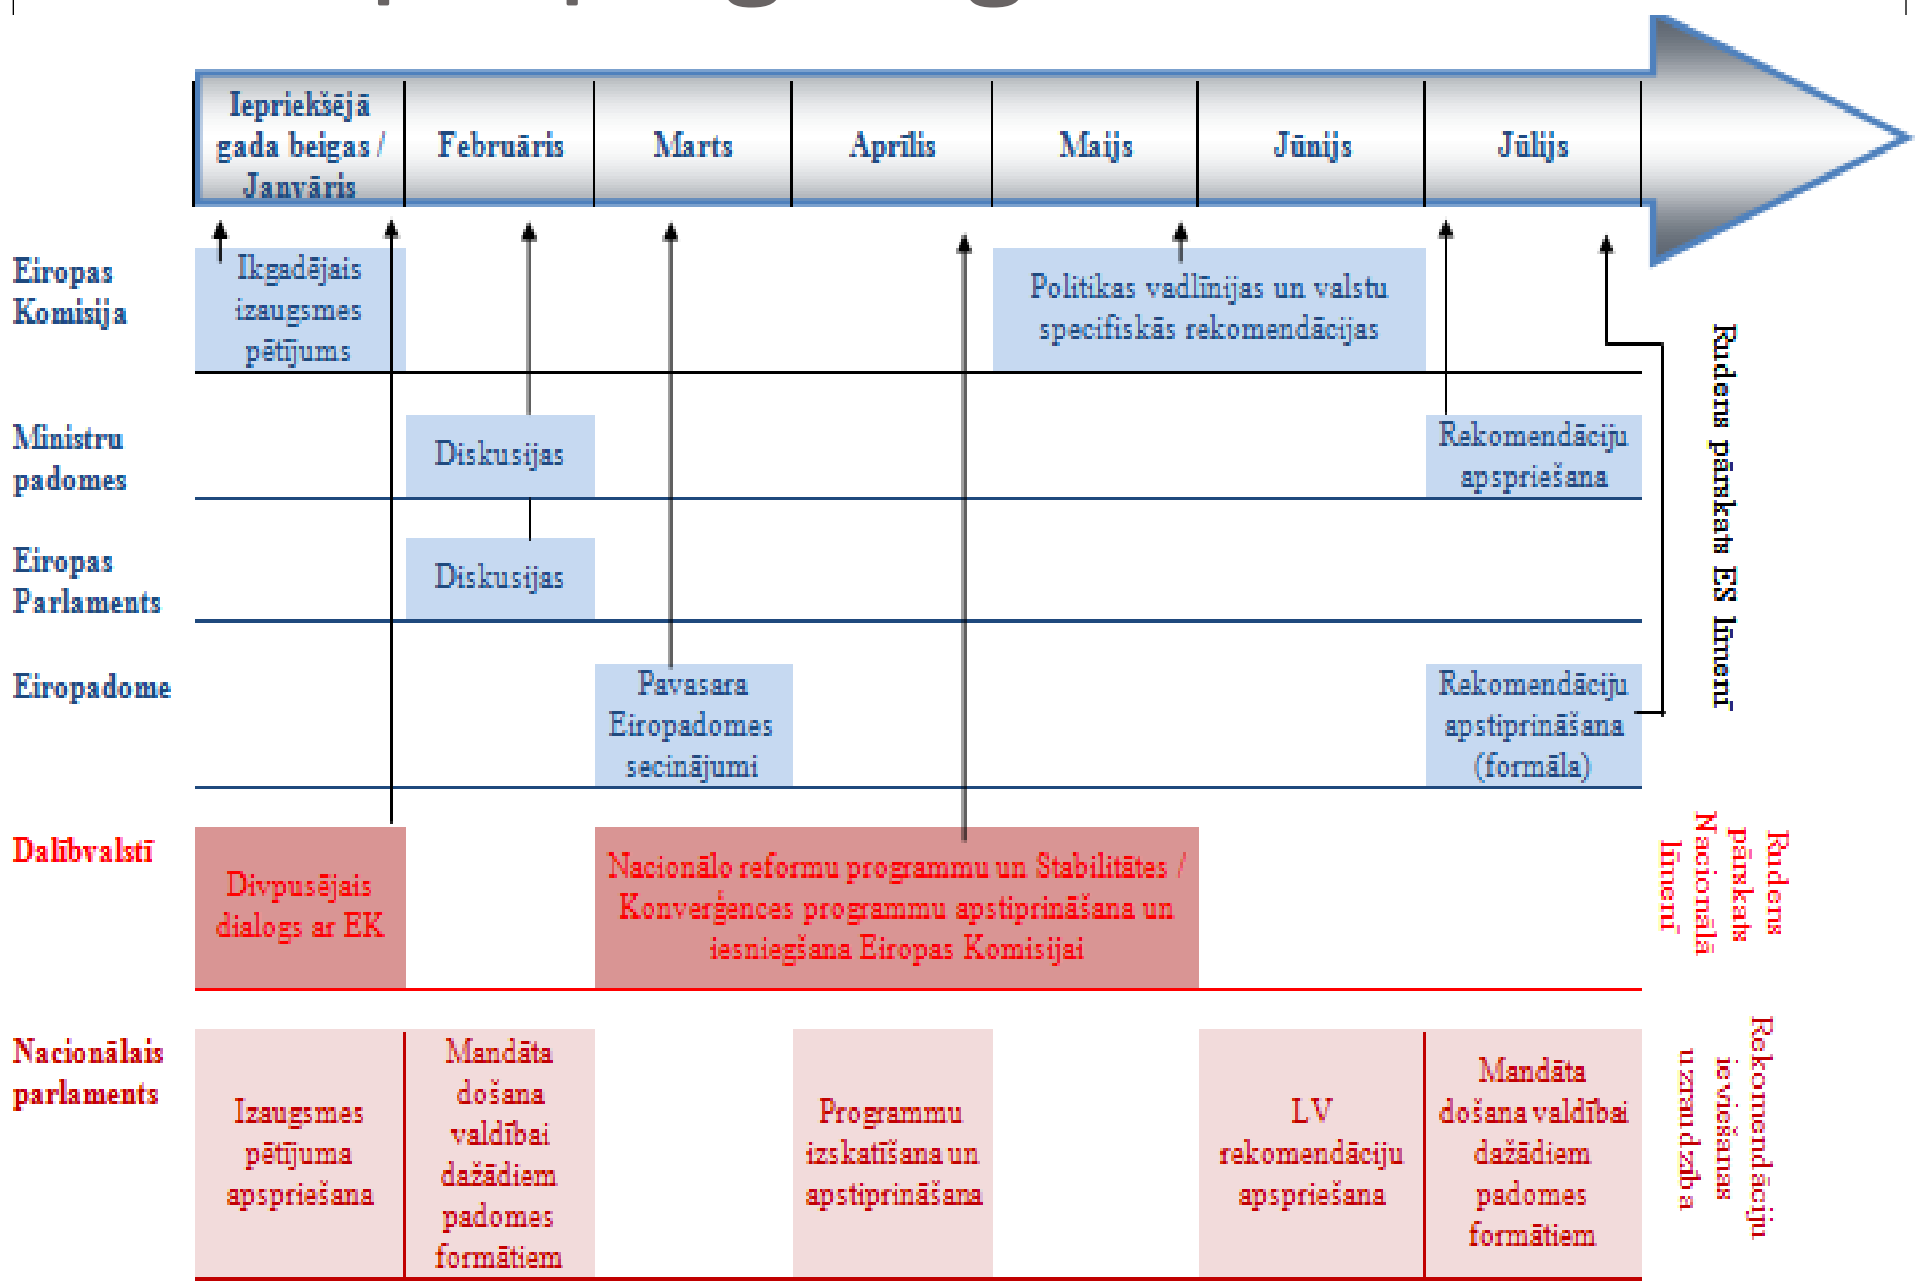 Iepriekšējā
gada beigas /
Janvāris
Februāris
Marts
Aprīlis
Maijs
Jūnijs
Jūlijs
Eiropas
Komisija
Ikgadējais
izaugsmes
pētījums
Politikas vadlīnijas un valstu
specifiskās rekomendācijas
Ministru
padomes
Diskusijas
Rekomendāciju
apspriešana
Eiropas
Parlaments
Diskusijas
Eiropadome
Pavasara
Eiropadomes
secinājumi
Rekomendāciju
apstiprināšana
(formāla)
Rudens pārskats ES līmenī
Dalībvalstī
Divpusējais
dialogs ar EK
Nacionālo reformu programmu un Stabilitātes /
Konverģences programmu apstiprināšana un
iesniegšana Eiropas Komisijai
Rudens
pārskats
Nacionālā
līmenī
Nacionālais
parlaments
Izaugsmes
pētījuma
apspriešana
Mandāta
došana
valdībai
dažādiem
padomes
formātiem
Programmu
izskatīšana un
apstiprināšana
LV
rekomendāciju
apspriešana
Mandāta
došana valdībai
dažādiem
padomes
formātiem
Rekomendāciju
ieviešanas
uzraudzība